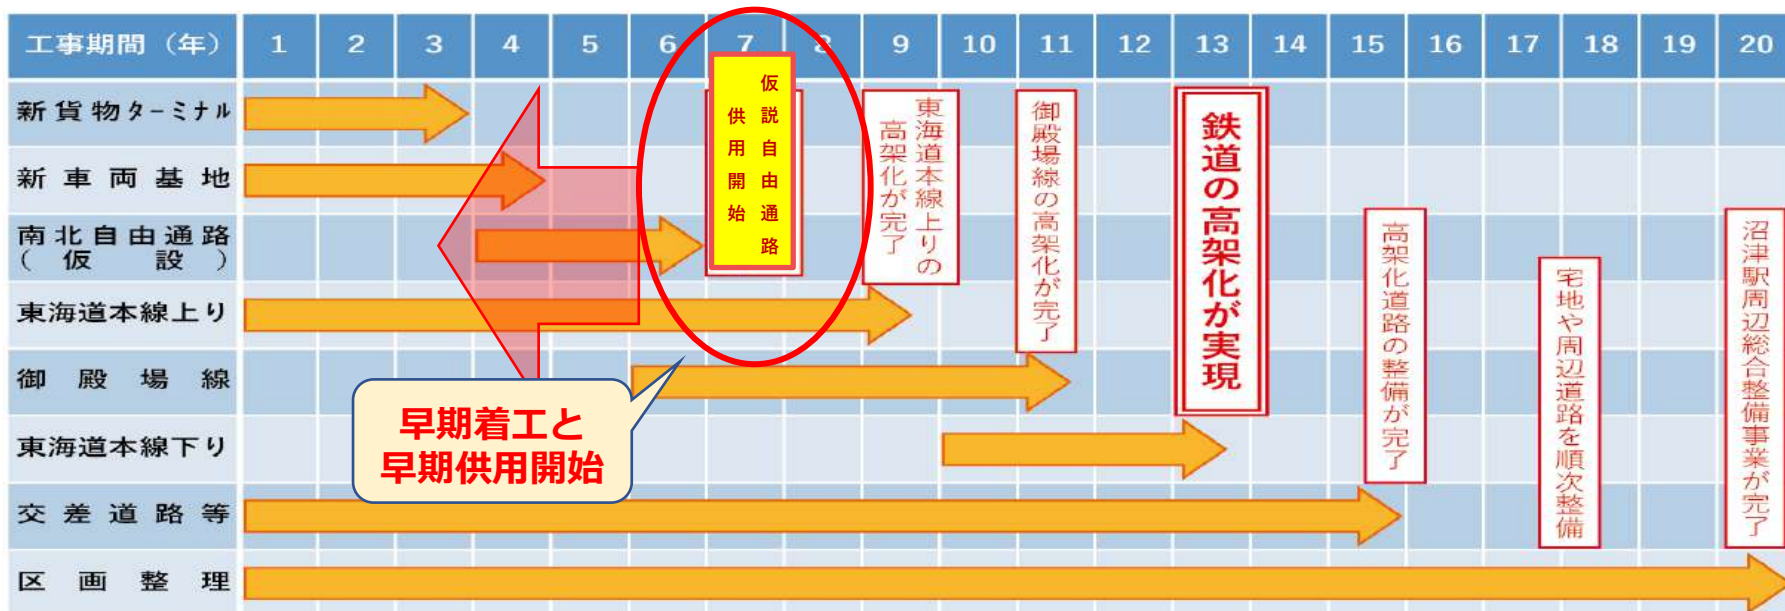 工事期間（年） 1 2 3 4 5 6 7 8 9 10 11 12 13 14 15 16 17 18 19 20
新貨物ターミナル
新車両基地
南北自由通路
（仮設）
東海道本線上り
御殿場線
東海道本線下り
交差道路等
区画整理
仮説自由通路
供用開始
東海道本線上りの
高架化が完了
御殿場線の高架化が完了
鉄道の高架化が実現
高架化道路の整備が完了
宅地や周辺道路を順次整備
沼津駅周辺総合整備事業が完了
早期着工と
早期供用開始